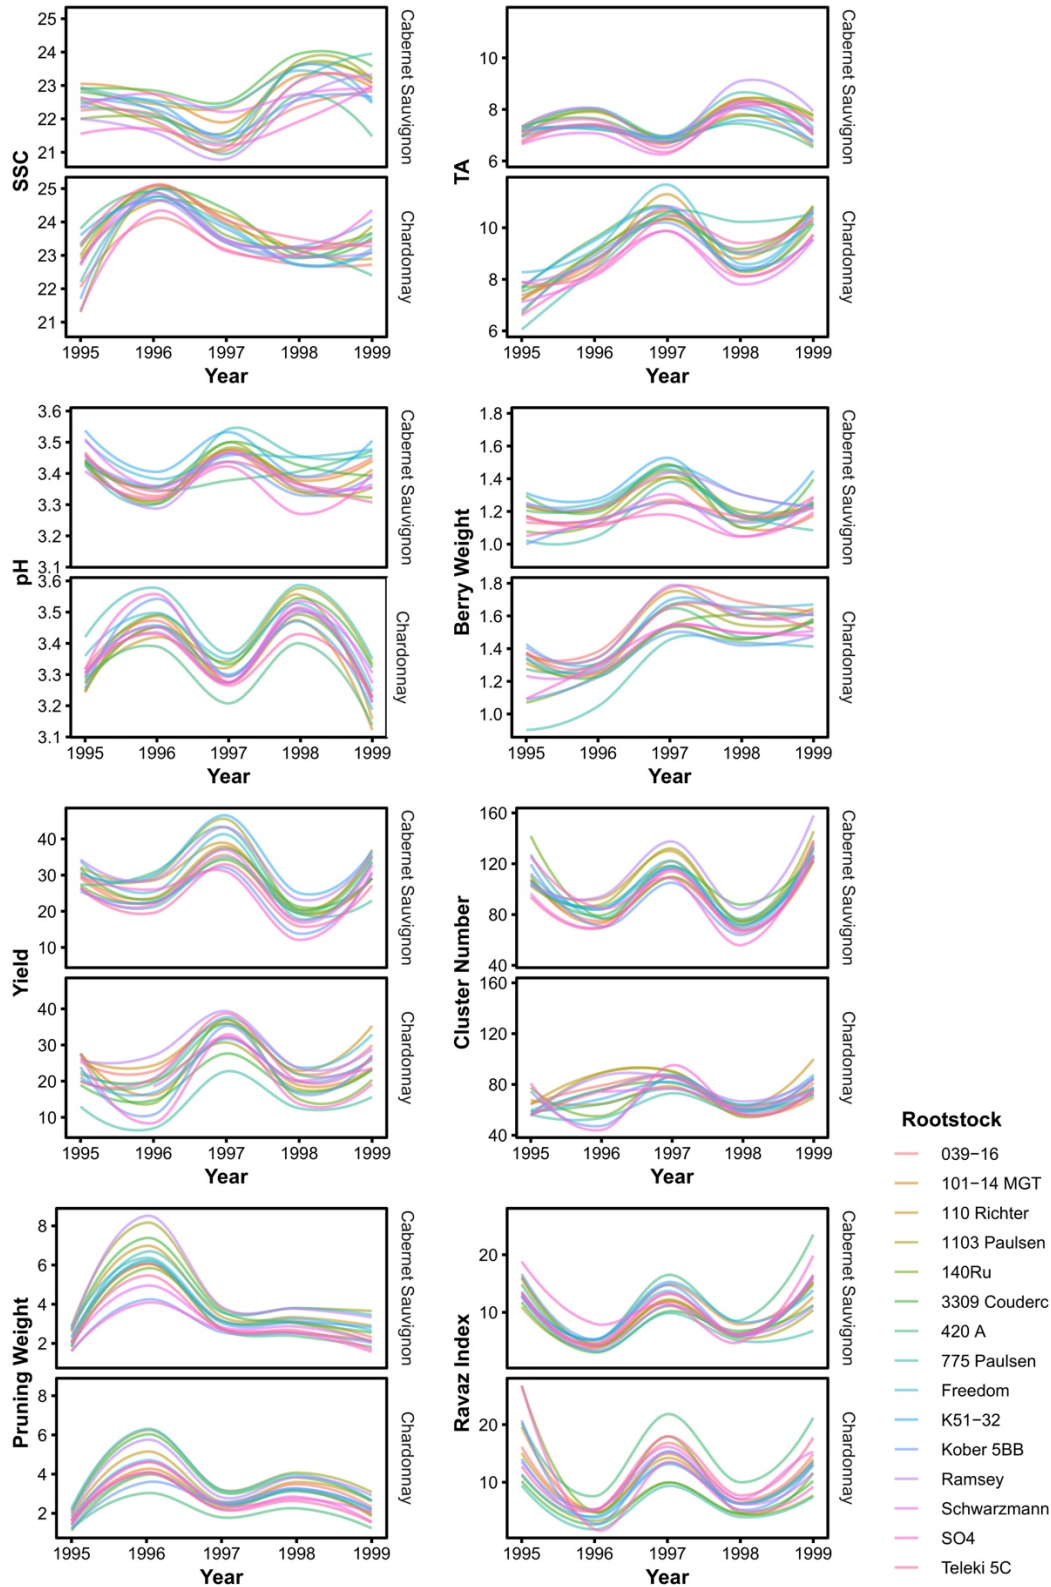 SSC
25
24
23
22
21
Cabernet Sauvignon
25
24
23
22
21
Chardonnay
1995 1996 1997 1998 1999
Year
TA
10
8
6
Cabernet Sauvignon
10
8
6
Chardonnay
1995 1996 1997 1998 1999
Year
pH
3.6
3.5
3.4
3.3
3.2
3.1
Cabernet Sauvignon
3.6
3.5
3.4
3.3
3.2
3.1
Chardonnay
1995 1996 1997 1998 1999
Year
Berry Weight
1.8
1.6
1.4
1.2
1.0
Cabernet Sauvignon
1.8
1.6
1.4
1.2
1.0
Chardonnay
1995 1996 1997 1998 1999
Year
Yield
40
30
20
10
Cabernet Sauvignon
40
30
20
10
Chardonnay
1995 1996 1997 1998 1999
Year
Cluster Number
160
120
80
40
Cabernet Sauvignon
160
120
80
40
Chardonnay
1995 1996 1997 1998 1999
Year
Pruning Weight
8
6
4
2
Cabernet Sauvignon
8
6
4
2
Chardonnay
1995 1996 1997 1998 1999
Year
Ravaz Index
20
10
Cabernet Sauvignon
20
10
Chardonnay
1995 1996 1997 1998 1999
Year
Rootstock
039−16
101−14 MGT
110 Richter
1103 Paulsen
140Ru
3309 Couderc
420 A
775 Paulsen
Freedom
K51−32
Kober 5BB
Ramsey
Schwarzmann
SO4
Teleki 5C